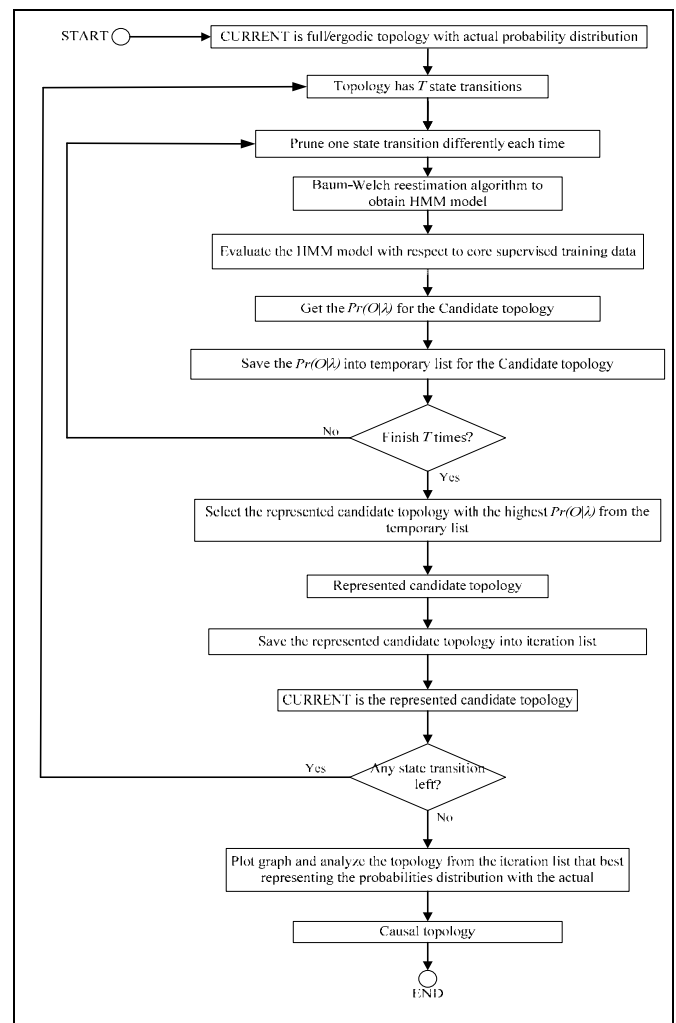 START
CURRENT is full/ergodic topology with actual probability distribution
Topology has T state transitions
Prune one state transition differently each time
Baum-Welch reestimation algorithm to
obtain HMM model
Evaluate the HMM model with respect to core supervised training data
Get the Pr(O|λ) for the Candidate topology
Save the Pr(O|λ) into temporary list for the Candidate topology
No
Finish T times?
Yes
Select the represented candidate topology with the highest Pr(O|λ) from the
temporary list
Represented candidate topology
Save the represented candidate topology into iteration list
CURRENT is the represented candidate topology
Yes
Any state transition
left?
No
Plot graph and analyze the topology from the iteration list that best
representing the probabilities distribution with the actual
Causal topology
END